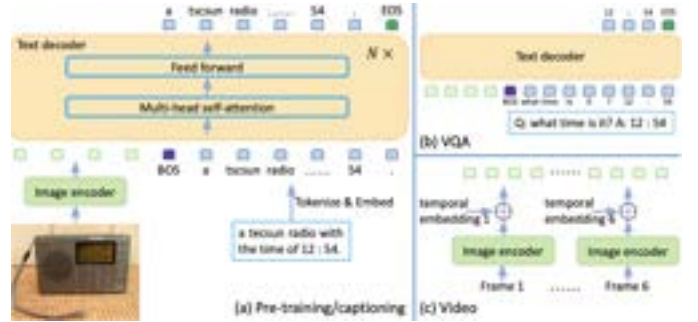 a tecsun radio ...... 54 . EOS
Text decoder
N ×
Feed forward
Multi-head self-attention
BOS a tecsun radio ...... 54 .
Image encoder
Tokenize & Embed
a tecsun radio with
the time of 12 : 54.
(a) Pre-training/captioning
12 : 54 EOS
Text decoder
BOS what time is it ? 12 : 54
Q: what time is it? A: 12 : 54
(b) VQA
......
temporal
embedding 1
temporal
embedding 6
Image encoder
Image encoder
Frame 1 ...... Frame 6
(c) Video